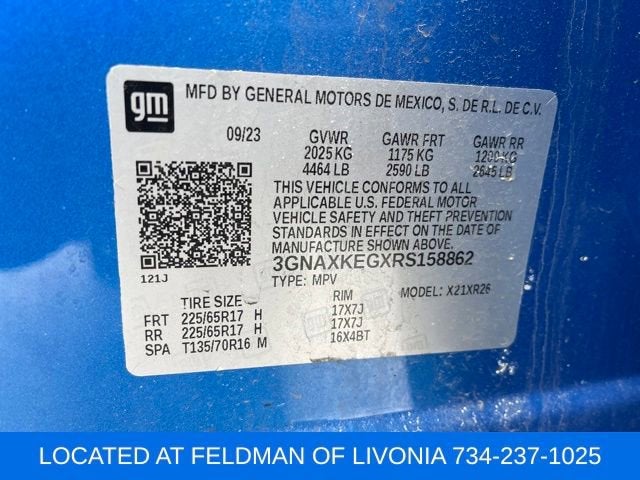 gm
MFD BY GENERAL MOTORS DE MEXICO, S. DE R.L. DE C.V.
09/23 GVWR GAWR FRT GAWR RR
2025 KG 1175 KG 1200 KG
4464 LB 2590 LB 2645 LB
THIS VEHICLE CONFORMS TO ALL
APPLICABLE U.S. FEDERAL MOTOR
VEHICLE SAFETY AND THEFT PREVENTION
STANDARDS IN EFFECT ON THE DATE OF
MANUFACTURE SHOWN ABOVE.
3GNAXKEGXRS158862
121J TYPE: MPV MODEL: X21XR26
TIRE SIZE RIM
FRT 225/65R17 H 17X7J
RR 225/65R17 H 17X7J
SPA T135/70R16 M 16X4BT
LOCATED AT FELDMAN OF LIVONIA 734-237-1025